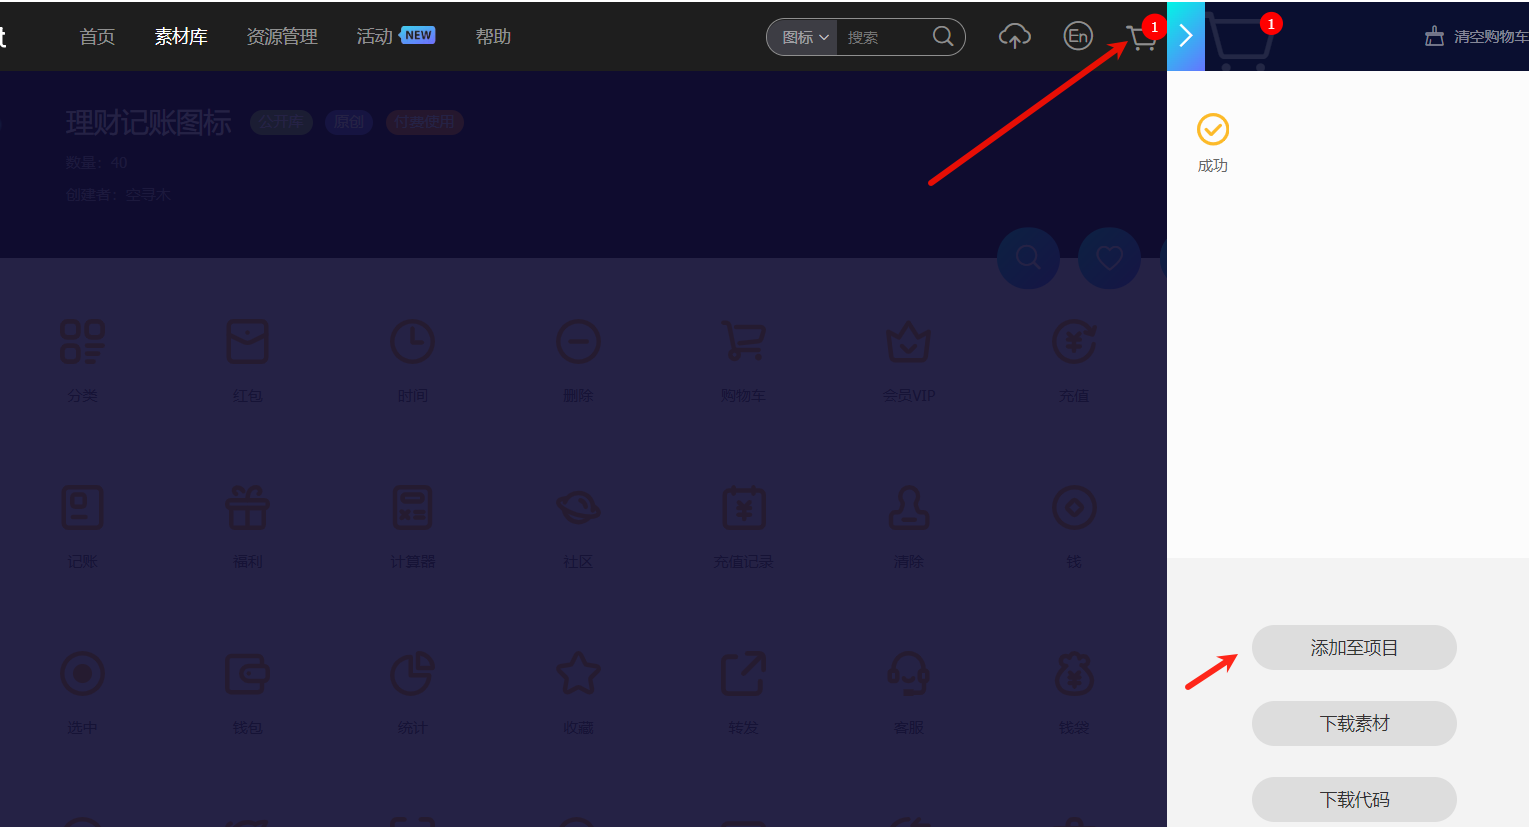 t 首页 素材库 资源管理 活动 NEW 帮助 图标 搜索 En 1 1 清空购物车
理财记账图标 公开库 原创 付费使用
数量：40
创建者：空寻木
成功
分类 红包 时间 删除 购物车 会员VIP 充值
记账 福利 计算器 社区 充值记录 清除 钱
选中 钱包 统计 收藏 转发 客服 钱袋
添加至项目
下载素材
下载代码